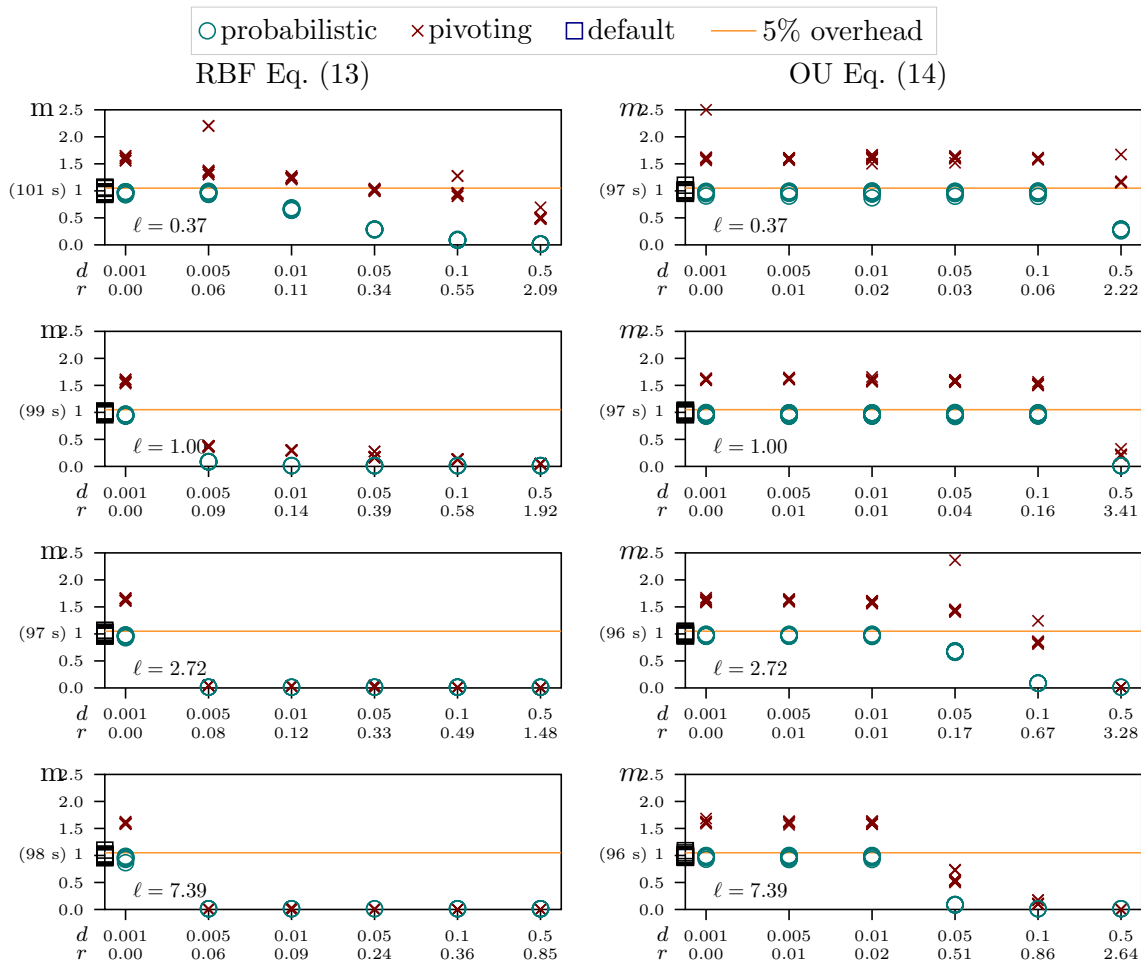 probabilistic pivoting default 5% overhead
RBF Eq. (13)
OU Eq. (14)
m
2.5
2.0
1.5
(101 s) 1
0.5
0.0
ℓ = 0.37
d 0.001 0.005 0.01 0.05 0.1 0.5
r 0.00 0.06 0.11 0.34 0.55 2.09
m
2.5
2.0
1.5
(97 s) 1
0.5
0.0
ℓ = 0.37
d 0.001 0.005 0.01 0.05 0.1 0.5
r 0.00 0.01 0.02 0.03 0.06 2.22
m
2.5
2.0
1.5
(99 s) 1
0.5
0.0
ℓ = 1.00
d 0.001 0.005 0.01 0.05 0.1 0.5
r 0.00 0.09 0.14 0.39 0.58 1.92
m
2.5
2.0
1.5
(97 s) 1
0.5
0.0
ℓ = 1.00
d 0.001 0.005 0.01 0.05 0.1 0.5
r 0.00 0.01 0.01 0.04 0.16 3.41
m
2.5
2.0
1.5
(97 s) 1
0.5
0.0
ℓ = 2.72
d 0.001 0.005 0.01 0.05 0.1 0.5
r 0.00 0.08 0.12 0.33 0.49 1.48
m
2.5
2.0
1.5
(96 s) 1
0.5
0.0
ℓ = 2.72
d 0.001 0.005 0.01 0.05 0.1 0.5
r 0.00 0.01 0.01 0.17 0.67 3.28
m
2.5
2.0
1.5
(98 s) 1
0.5
0.0
ℓ = 7.39
d 0.001 0.005 0.01 0.05 0.1 0.5
r 0.00 0.06 0.09 0.24 0.36 0.85
m
2.5
2.0
1.5
(96 s) 1
0.5
0.0
ℓ = 7.39
d 0.001 0.005 0.01 0.05 0.1 0.5
r 0.00 0.01 0.02 0.51 0.86 2.64